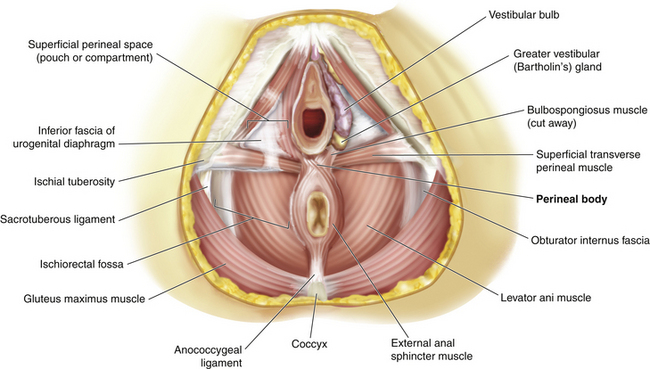 Vestibular bulb
Superficial perineal space
(pouch or compartment)
Greater vestibular
(Bartholin's) gland
Bulbospongiosus muscle
(cut away)
Inferior fascia of
urogenital diaphragm
Superficial transverse
perineal muscle
Ischial tuberosity
Perineal body
Sacrotuberous ligament
Obturator internus fascia
Ischiorectal fossa
Gluteus maximus muscle
Levator ani muscle
Anococcygeal
ligament
Coccyx
External anal
sphincter muscle